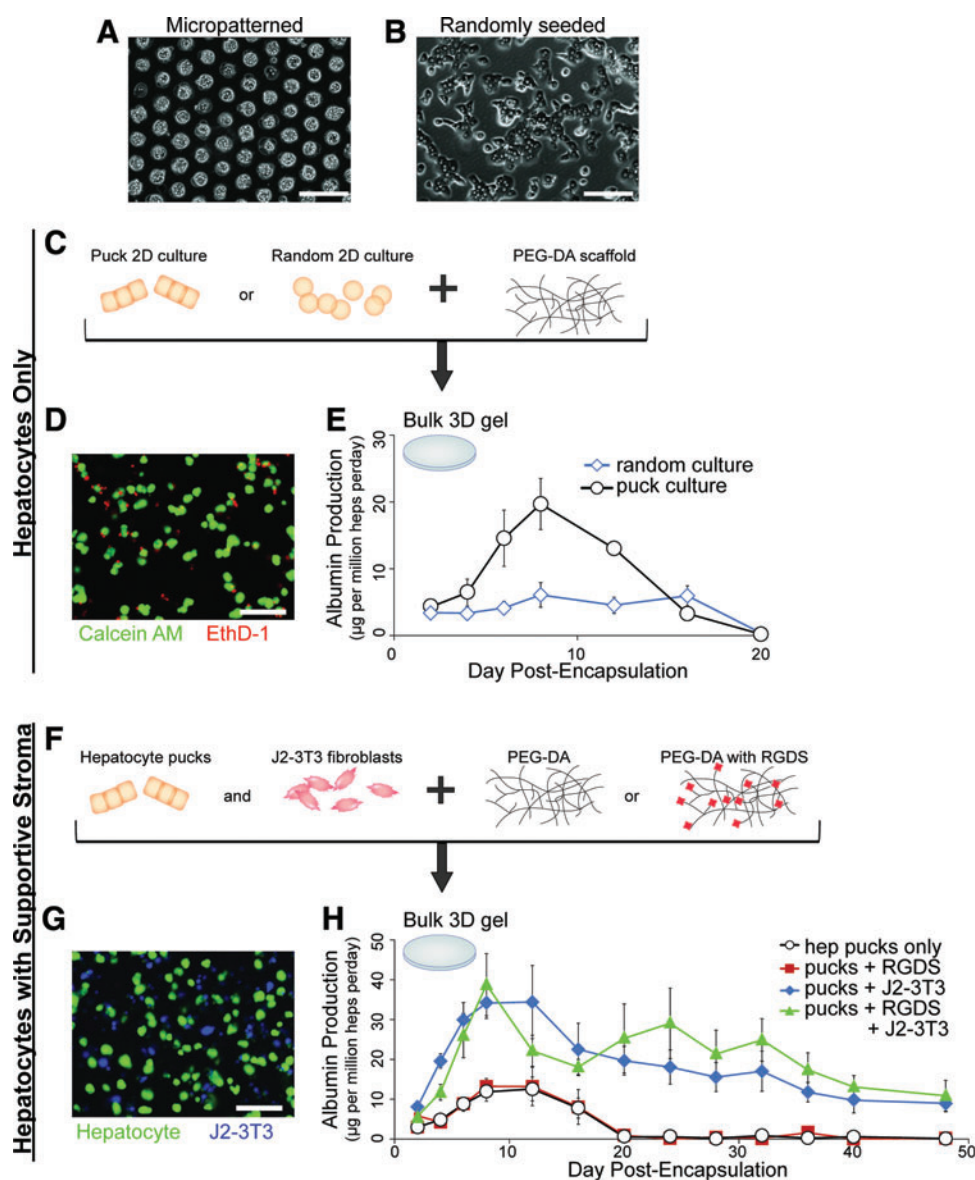 A
Micropatterned
B
Randomly seeded
Hepatocytes Only
C
Puck 2D culture
or
Random 2D culture
+
PEG-DA scaffold
D
Calcein AM
EthD-1
E
Bulk 3D gel
Albumin Production
(µg per million heps perday)
30
20
10
0
0
10
20
random culture
puck culture
Day Post-Encapsulation
Hepatocytes with Supportive Stroma
F
Hepatocyte pucks
and
J2-3T3 fibroblasts
+
PEG-DA
or
PEG-DA with RGDS
G
Hepatocyte
J2-3T3
H
Bulk 3D gel
Albumin Production
(µg per million heps perday)
50
40
30
20
10
0
0
10
20
30
40
50
hep pucks only
pucks + RGDS
pucks + J2-3T3
pucks + RGDS
+ J2-3T3
Day Post-Encapsulation